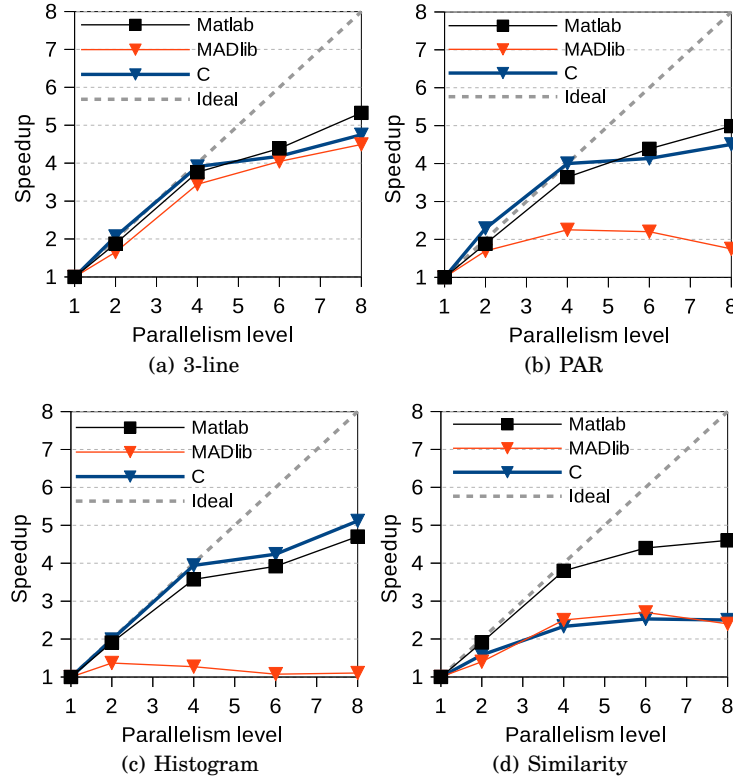 8
7
6
5
4
3
2
1
Speedup
Matlab
MADlib
C
Ideal
1 2 3 4 5 6 7 8
Parallelism level
(a) 3-line
8
7
6
5
4
3
2
1
Speedup
Matlab
MADlib
C
Ideal
1 2 3 4 5 6 7 8
Parallelism level
(b) PAR
8
7
6
5
4
3
2
1
Speedup
Matlab
MADlib
C
Ideal
1 2 3 4 5 6 7 8
Parallelism level
(c) Histogram
8
7
6
5
4
3
2
1
Speedup
Matlab
MADlib
C
Ideal
1 2 3 4 5 6 7 8
Parallelism level
(d) Similarity